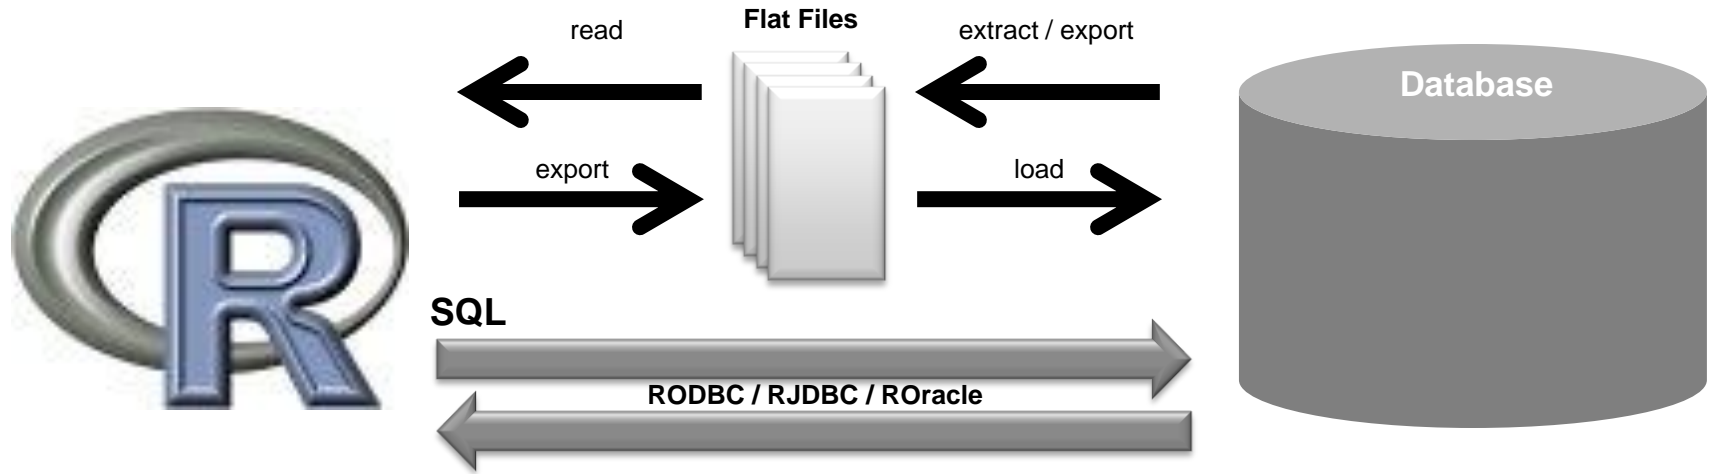 Flat Files
read
extract / export
Database
export
load
R
SQL
RODBC / RJDBC / ROracle